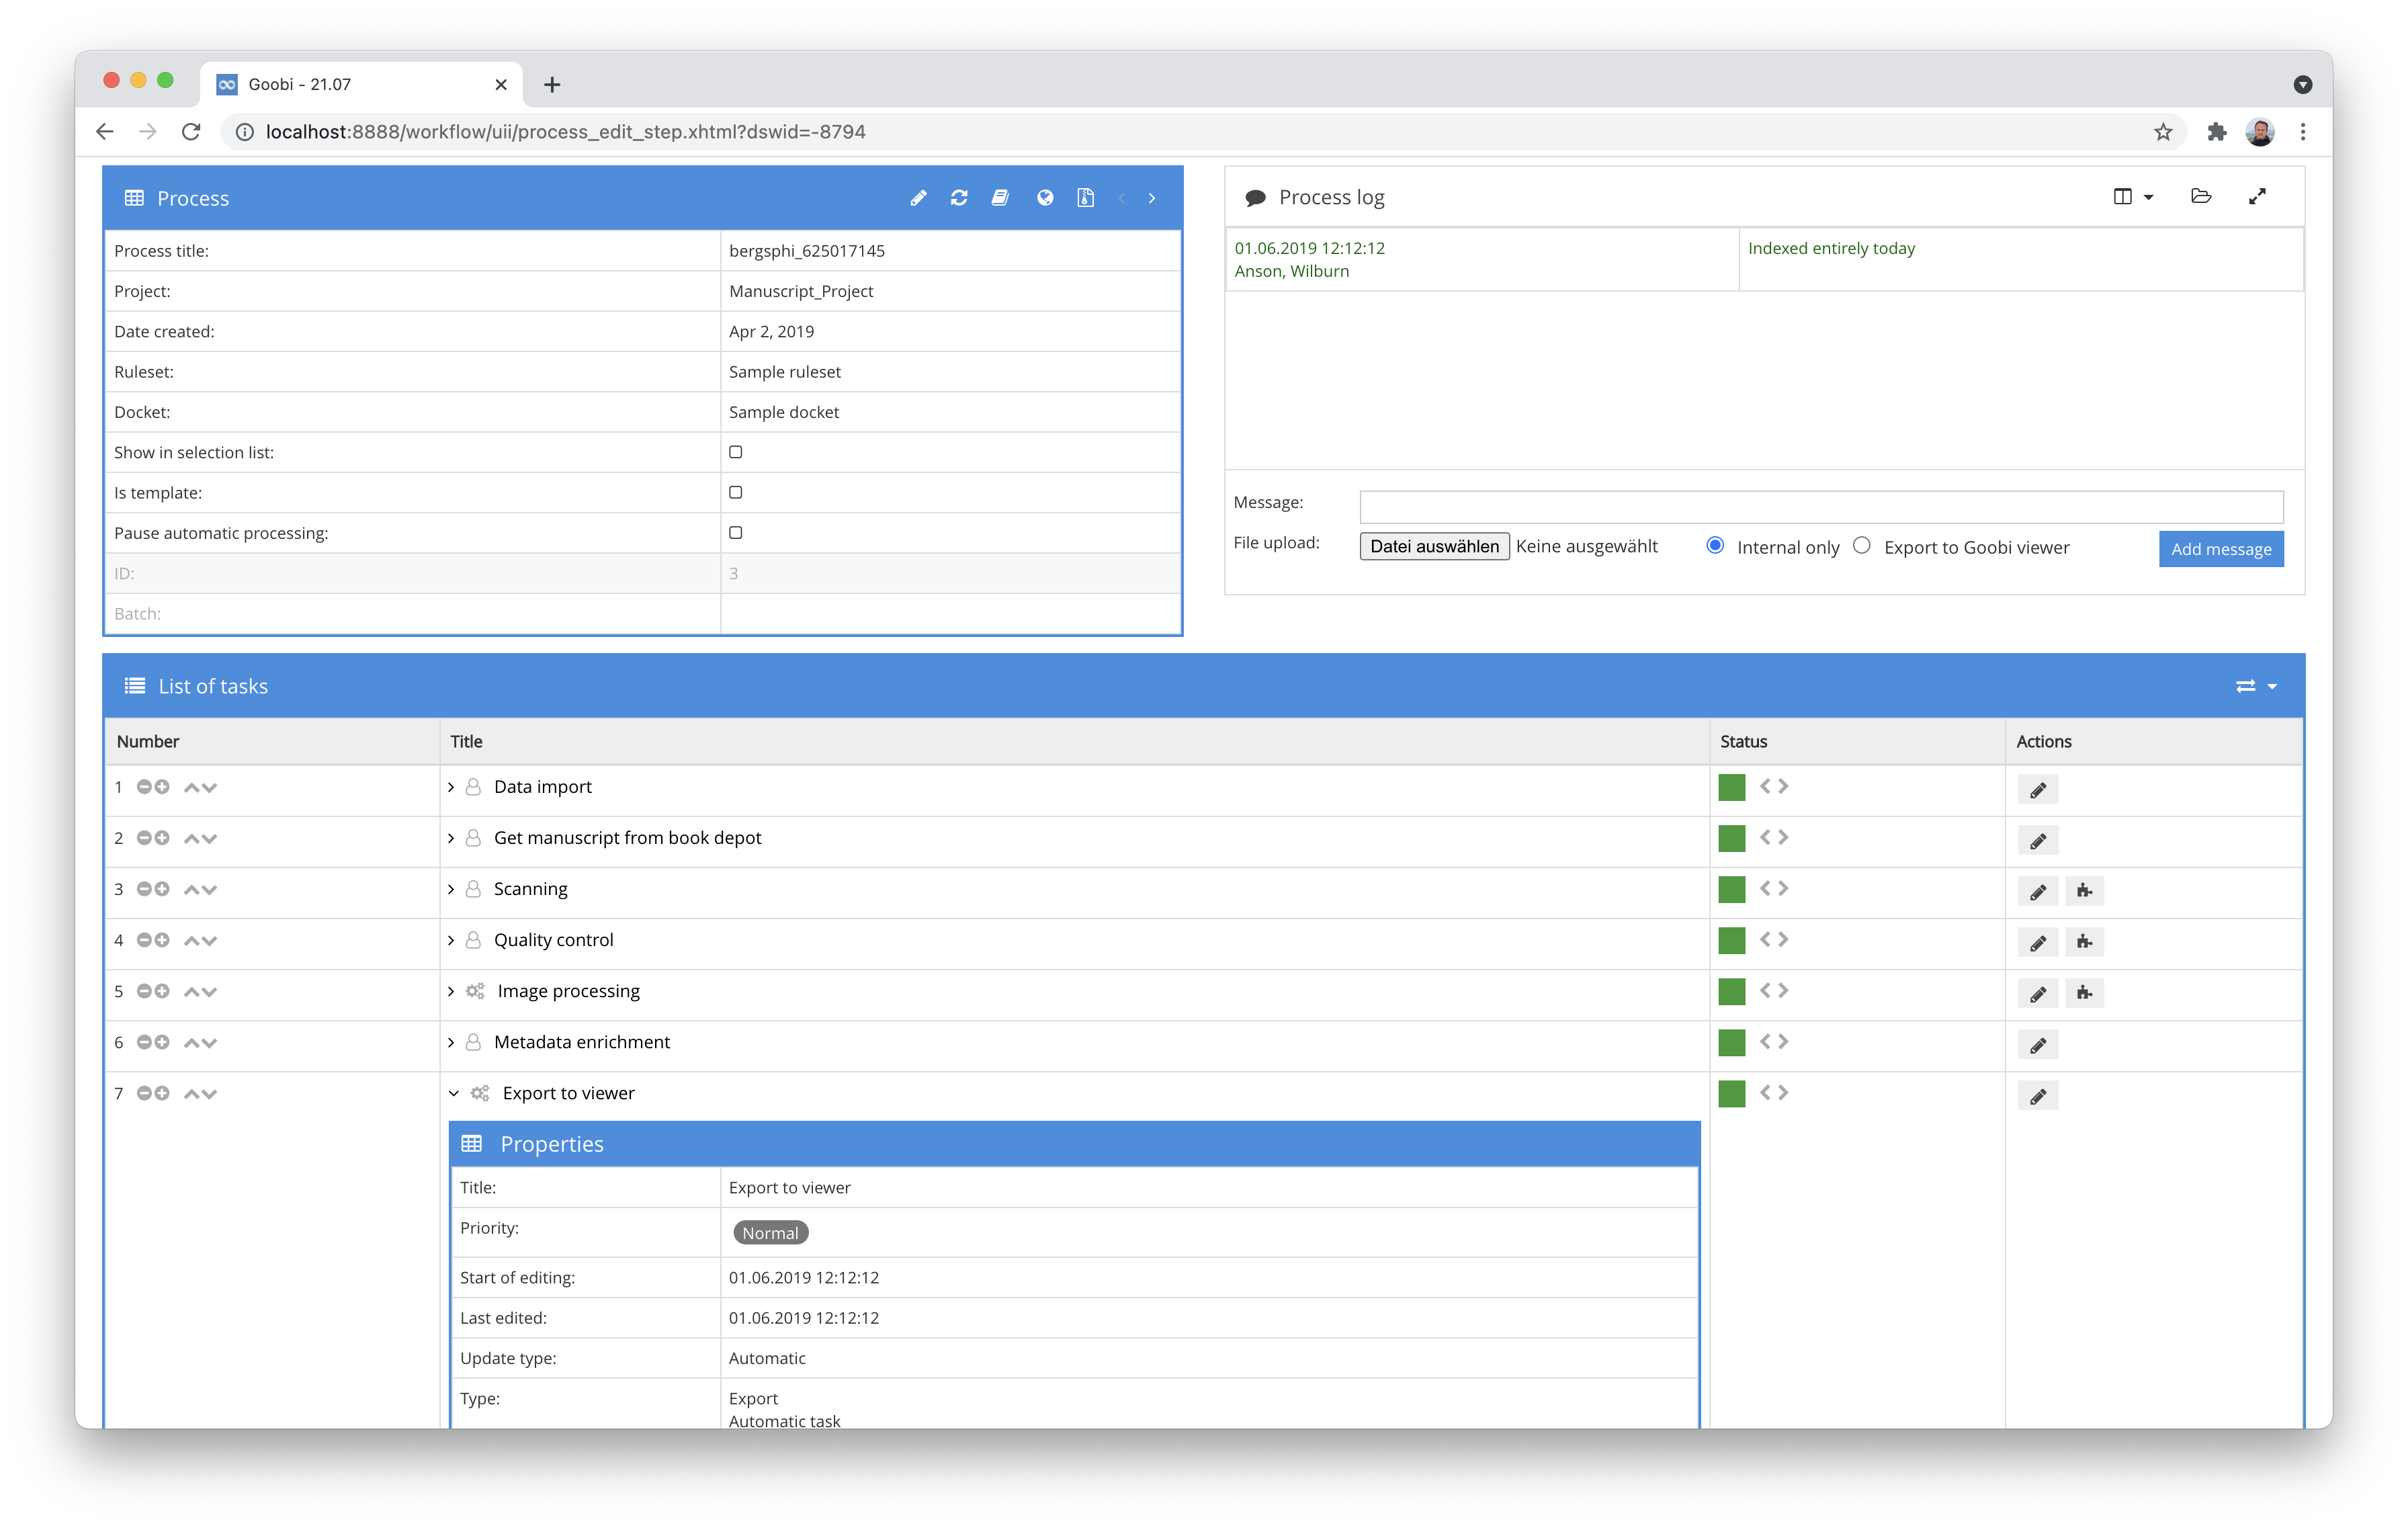 Goobi - 21.07
localhost:8888/workflow/uii/process_edit_step.xhtml?dswid=-8794
Process
Process title: bergsphi_625017145
Project: Manuscript_Project
Date created: Apr 2, 2019
Ruleset: Sample ruleset
Docket: Sample docket
Show in selection list:
Is template:
Pause automatic processing:
ID: 3
Batch:
Process log
01.06.2019 12:12:12 Indexed entirely today
Anson, Wilburn
Message:
File upload: Datei auswählen Keine ausgewählt Internal only Export to Goobi viewer Add message
List of tasks
Number Title Status Actions
1 Data import
2 Get manuscript from book depot
3 Scanning
4 Quality control
5 Image processing
6 Metadata enrichment
7 Export to viewer
Properties
Title: Export to viewer
Priority: Normal
Start of editing: 01.06.2019 12:12:12
Last edited: 01.06.2019 12:12:12
Update type: Automatic
Type: Export
Automatic task